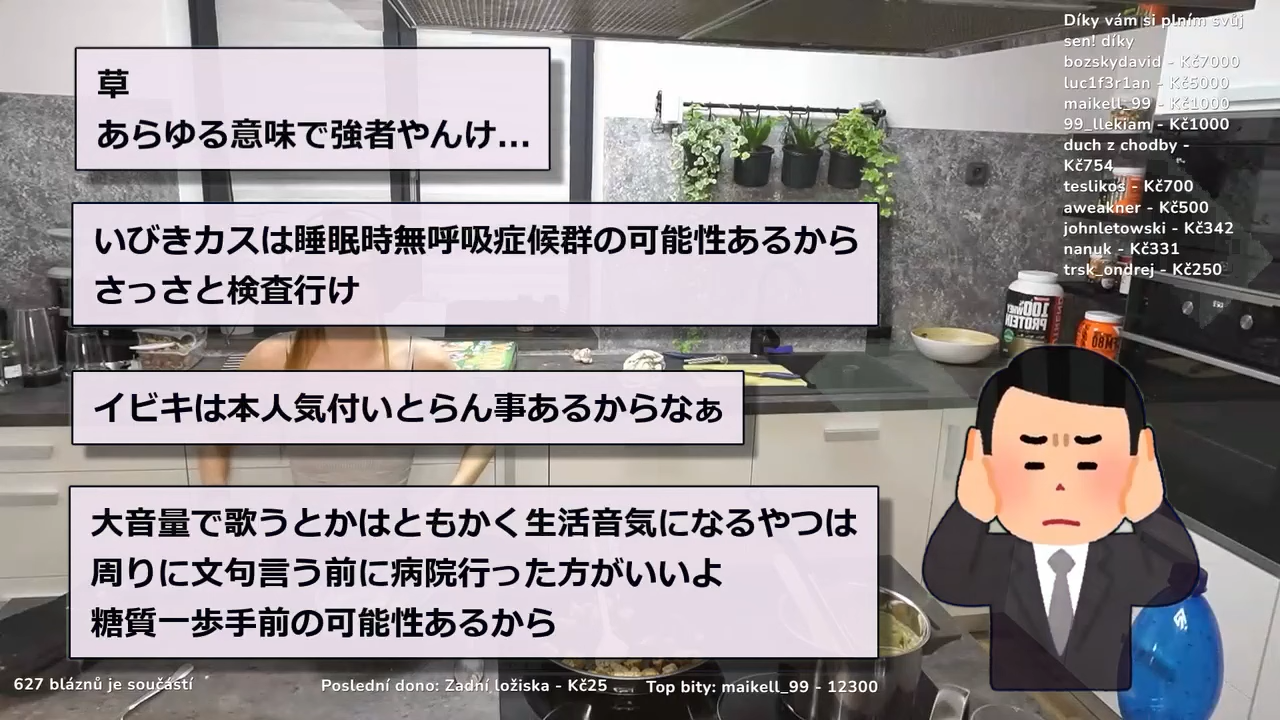 草
あらゆる意味で強者やんけ…
いびきカスは睡眠時無呼吸症候群の可能性あるから
さっさと検査行け
イビキは本人気付いとらん事あるからなぁ
大音量で歌うとかはともかく生活音気になるやつは
周りに文句言う前に病院行った方がいいよ
糖質一歩手前の可能性あるから
Díky vám si plním svůj
sen! díky
bozskydavid - Kč7000
luc1f3r1an - Kč5000
maikell_99 - Kč1000
99_llekiam - Kč1000
duch z chodby -
Kč754
teslikos - Kč700
aweakner - Kč500
johnletowski - Kč342
nanuk - Kč331
trsk_ondrej - Kč250
100%
PROTEIN
627 bláznů je součástí
Poslední dono: Zadní ložiska - Kč25
Top bity: maikell_99 - 12300